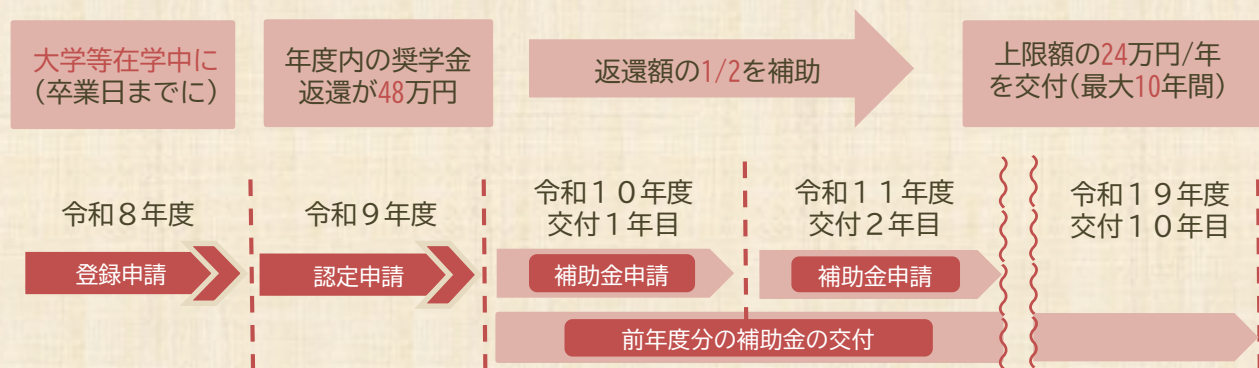 大学等在学中に
(卒業日までに)
年度内の奨学金
返還が48万円
返還額の1/2を補助
上限額の24万円/年
を交付(最大10年間)
令和８年度
登録申請
令和９年度
認定申請
令和１０年度
交付１年目
補助金申請
令和１１年度
交付２年目
補助金申請
令和１９年度
交付１０年目
前年度分の補助金の交付